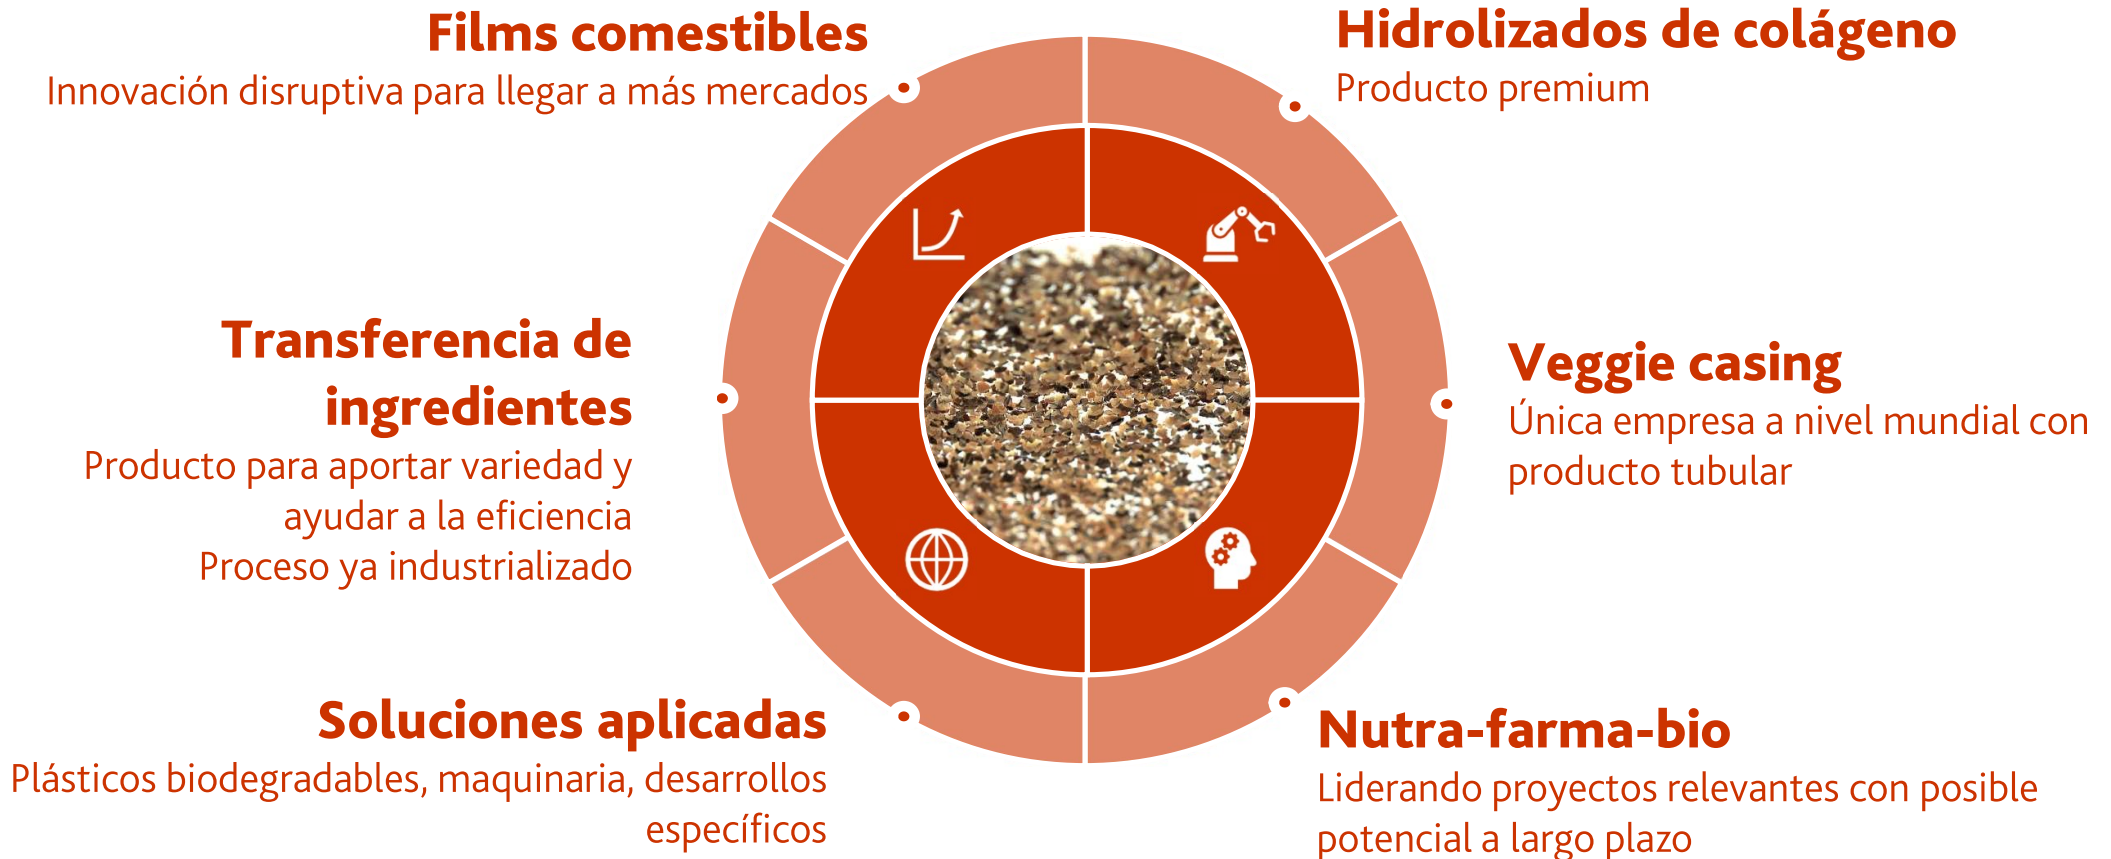 Films comestibles
Innovación disruptiva para llegar a más mercados
Hidrolizados de colágeno
Producto premium
Transferencia de
ingredientes
Producto para aportar variedad y
ayudar a la eficiencia
Proceso ya industrializado
Veggie casing
Única empresa a nivel mundial con
producto tubular
Soluciones aplicadas
Plásticos biodegradables, maquinaria, desarrollos
específicos
Nutra-farma-bio
Liderando proyectos relevantes con posible
potencial a largo plazo